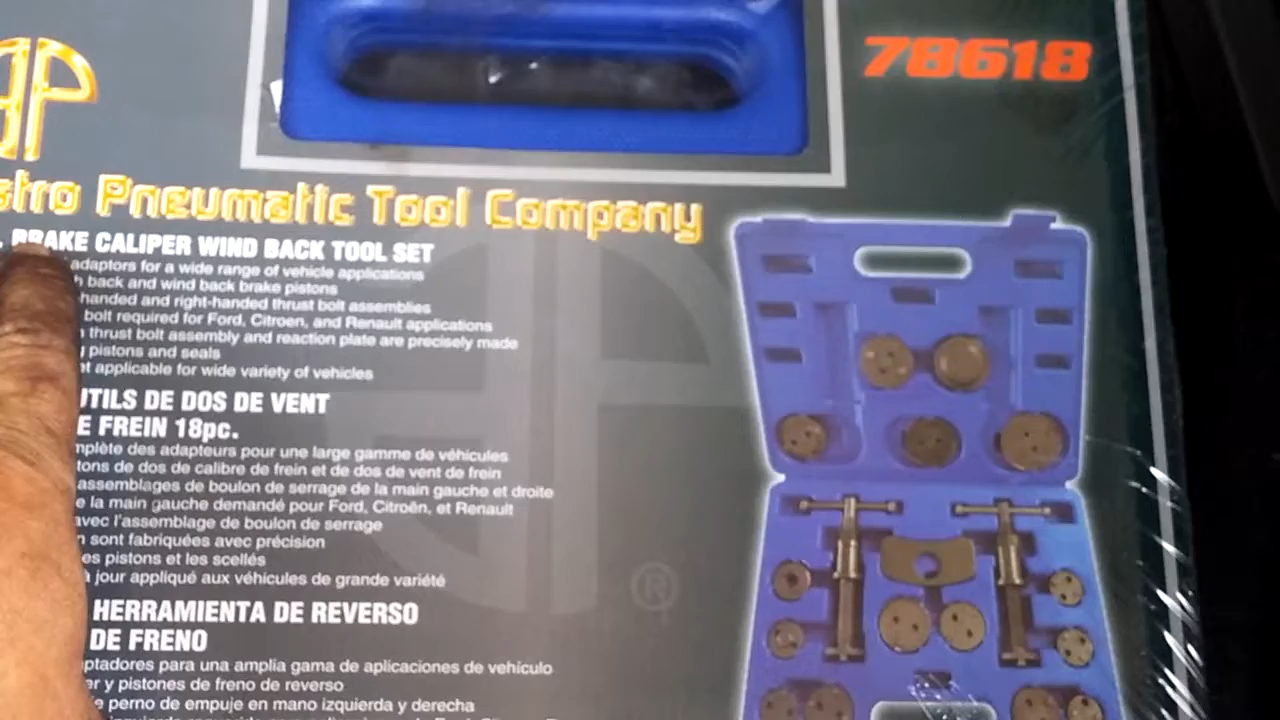 78618
AP
stro Pneumatic Tool Company
. BRAKE CALIPER WIND BACK TOOL SET
adaptors for a wide range of vehicle applications
h back and wind back brake pistons
-handed and right-handed thrust bolt assemblies
bolt required for Ford, Citroen, and Renault applications
thrust bolt assembly and reaction plate are precisely made
g pistons and seals
t applicable for wide variety of vehicles
UTILS DE DOS DE VENT
E FREIN 18pc.
mplète des adapteurs pour une large gamme de véhicules
tons de dos de calibre de frein et de dos de vent de frein
assemblages de boulon de serrage de la main gauche et droite
e la main gauche demandé pour Ford, Citroën, et Renault
avec l'assemblage de boulon de serrage
n sont fabriquées avec précision
es pistons et les scellés
à jour appliqué aux véhicules de grande variété
HERRAMIENTA DE REVERSO
DE FRENO
ptadores para una amplia gama de aplicaciones de vehículo
er y pistones de freno de reverso
e perno de empuje en mano izquierda y derecha
®